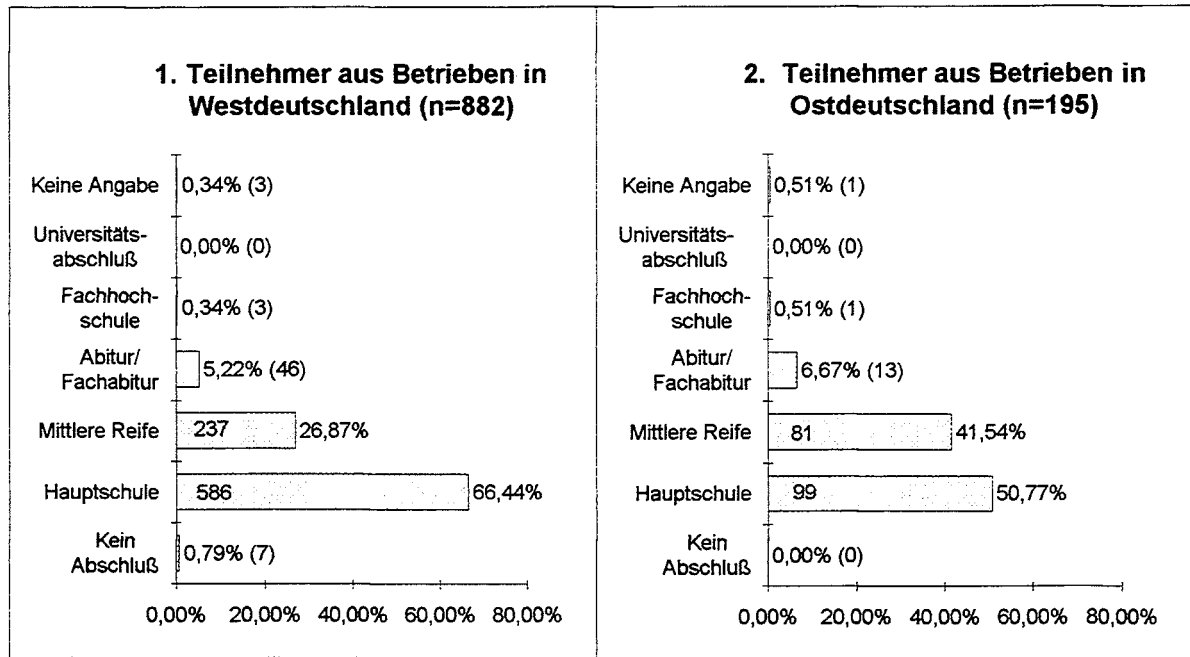 1. Teilnehmer aus Betrieben in
Westdeutschland (n=882)
Keine Angabe 0,34% (3)
Universitäts-
abschluß 0,00% (0)
Fachhoch-
schule 0,34% (3)
Abitur/
Fachabitur 5,22% (46)
Mittlere Reife 237 26,87%
Hauptschule 586 66,44%
Kein
Abschluß 0,79% (7)
0,00% 20,00% 40,00% 60,00% 80,00%
2. Teilnehmer aus Betrieben in
Ostdeutschland (n=195)
Keine Angabe 0,51% (1)
Universitäts-
abschluß 0,00% (0)
Fachhoch-
schule 0,51% (1)
Abitur/
Fachabitur 6,67% (13)
Mittlere Reife 81 41,54%
Hauptschule 99 50,77%
Kein
Abschluß 0,00% (0)
0,00% 20,00% 40,00% 60,00% 80,00%